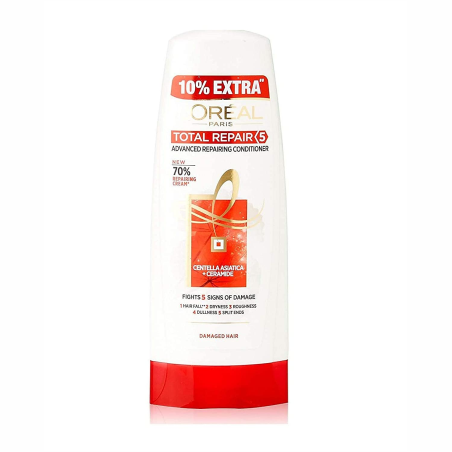 10% EXTRA**
L'ORÉAL
PARIS
TOTAL REPAIR 5
ADVANCED REPAIRING CONDITIONER
NEW
70%
REPAIRING
CREAM*
CENTELLA ASIATICA
+ CERAMIDE
FIGHTS 5 SIGNS OF DAMAGE
1 HAIR FALL** 2 DRYNESS 3 ROUGHNESS
4 DULLNESS 5 SPLIT ENDS
DAMAGED HAIR